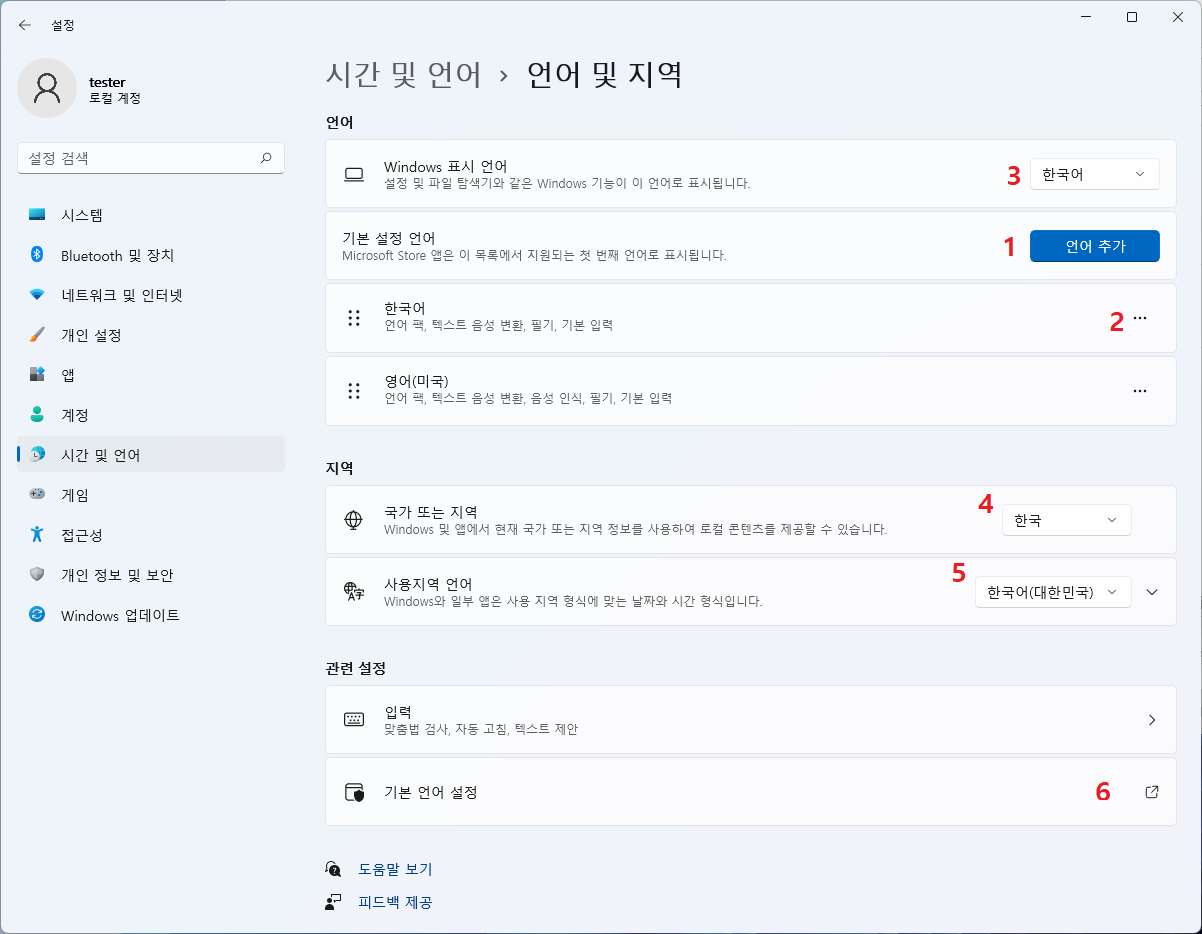 설정
tester
로컬 계정
설정 검색
시스템
Bluetooth 및 장치
네트워크 및 인터넷
개인 설정
앱
계정
시간 및 언어
게임
접근성
개인 정보 및 보안
Windows 업데이트
시간 및 언어 › 언어 및 지역
언어
Windows 표시 언어
설정 및 파일 탐색기와 같은 Windows 기능이 이 언어로 표시됩니다.
3 한국어
기본 설정 언어
Microsoft Store 앱은 이 목록에서 지원되는 첫 번째 언어로 표시됩니다.
1 언어 추가
한국어
언어 팩, 텍스트 음성 변환, 필기, 기본 입력
2 ...
영어(미국)
언어 팩, 텍스트 음성 변환, 음성 인식, 필기, 기본 입력
...
지역
국가 또는 지역
Windows 및 앱에서 현재 국가 또는 지역 정보를 사용하여 로컬 콘텐츠를 제공할 수 있습니다.
4 한국
사용지역 언어
Windows와 일부 앱은 사용 지역 형식에 맞는 날짜와 시간 형식입니다.
5 한국어(대한민국)
관련 설정
입력
맞춤법 검사, 자동 고침, 텍스트 제안
기본 언어 설정
6
도움말 보기
피드백 제공